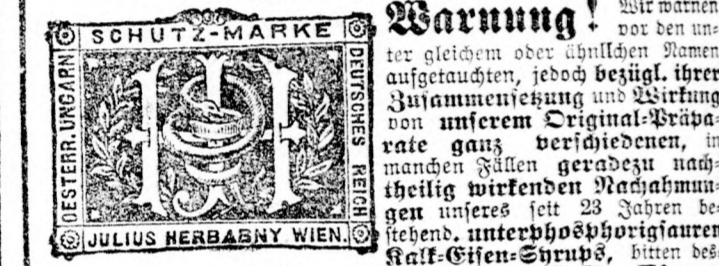 SCHUTZ-MARKE
OESTERR. UNGARN
DEUTSCHES REICH
JULIUS HERBABNY WIEN.
Warnung! Wir warnen
vor den un-
ter gleichem oder ähnlichen Namen
aufgetauchten, jedoch bezügl. ihrer
Zusammensetzung und Wirkung
von unserem Original-Präpa-
rate ganz verschiedenen, in
manchen Fällen geradezu nach-
theilig wirkenden Nachahmun-
gen unseres seit 23 Jahren be-
stehend. unterphosphorigsauren
Kalk-Eisen-Syrups, bitten des-